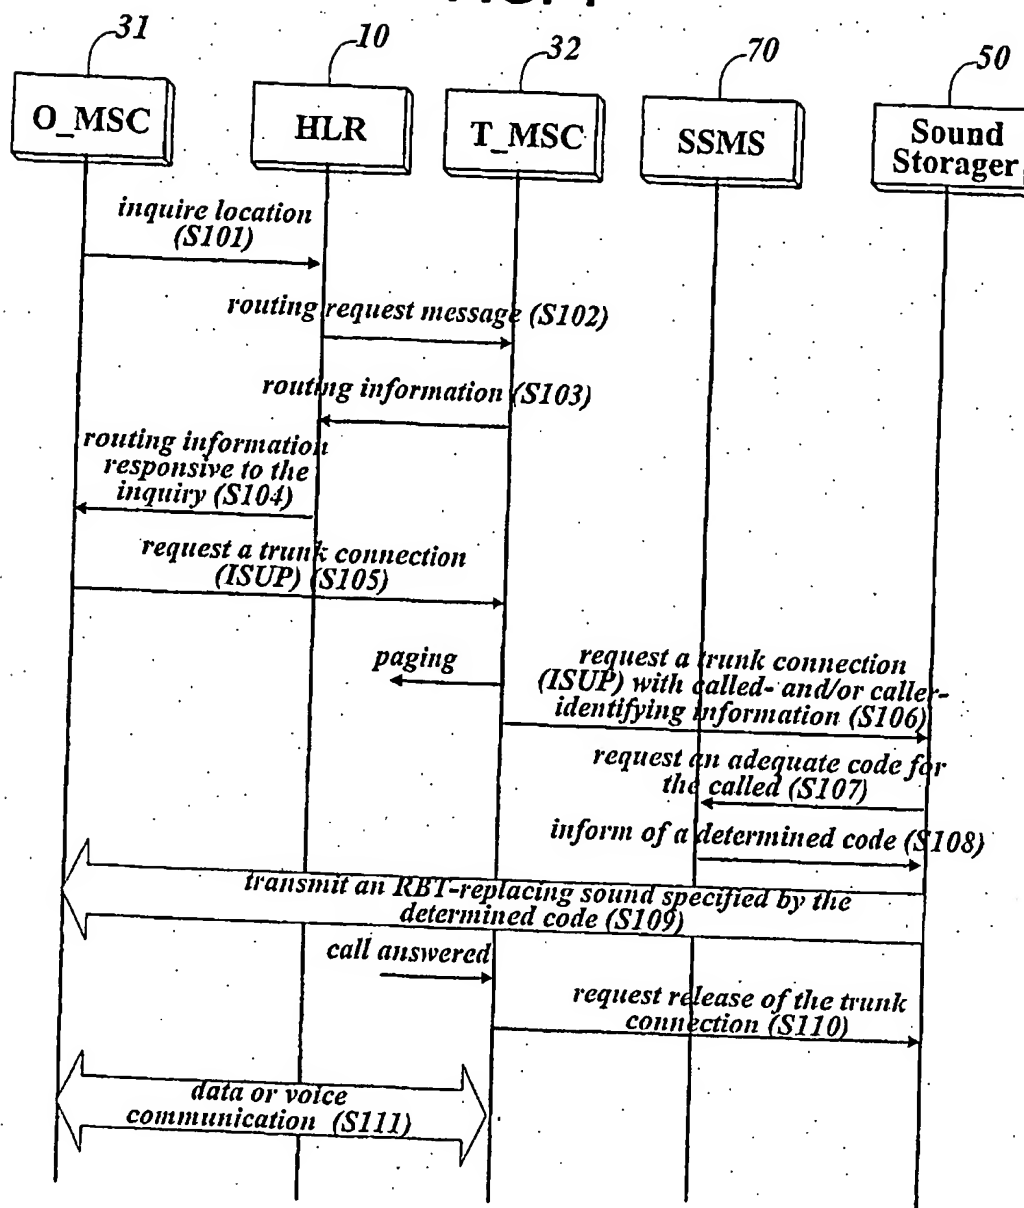 31
10
32
70
50
O_MSC
HLR
T_MSC
SSMS
Sound
Storager
inquire location
(S101)
routing request message (S102)
routing information (S103)
routing information
responsive to the
inquiry (S104)
request a trunk connection
(ISUP) (S105)
paging
request a trunk connection
(ISUP) with called- and/or caller-
identifying information (S106)
request an adequate code for
the called (S107)
inform of a determined code (S108)
transmit an RBT-replacing sound specified by the
determined code (S109)
call answered
request release of the trunk
connection (S110)
data or voice
communication (S111)